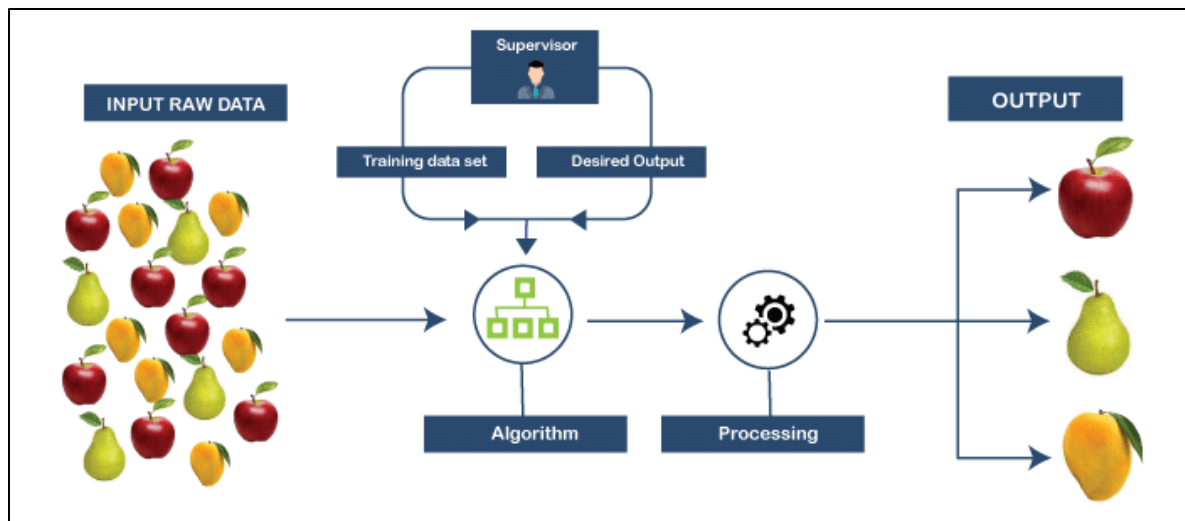 Supervisor
INPUT RAW DATA
OUTPUT
Training data set
Desired Output
Algorithm
Processing